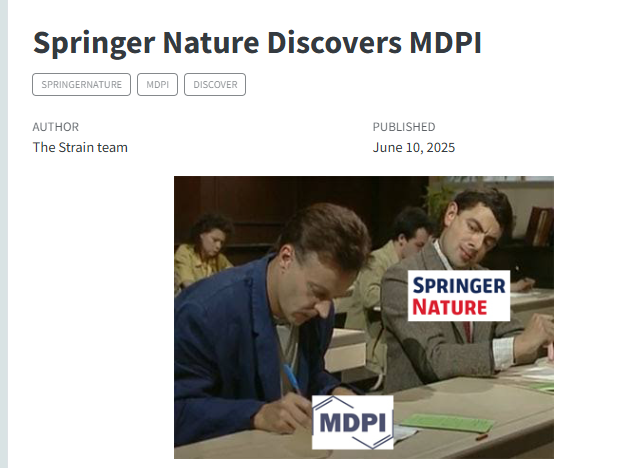 Springer Nature Discovers MDPI
SPRINGERNATURE
MDPI
DISCOVER
AUTHOR
PUBLISHED
The Strain team
June 10, 2025
SPRINGER
NATURE
MDPI